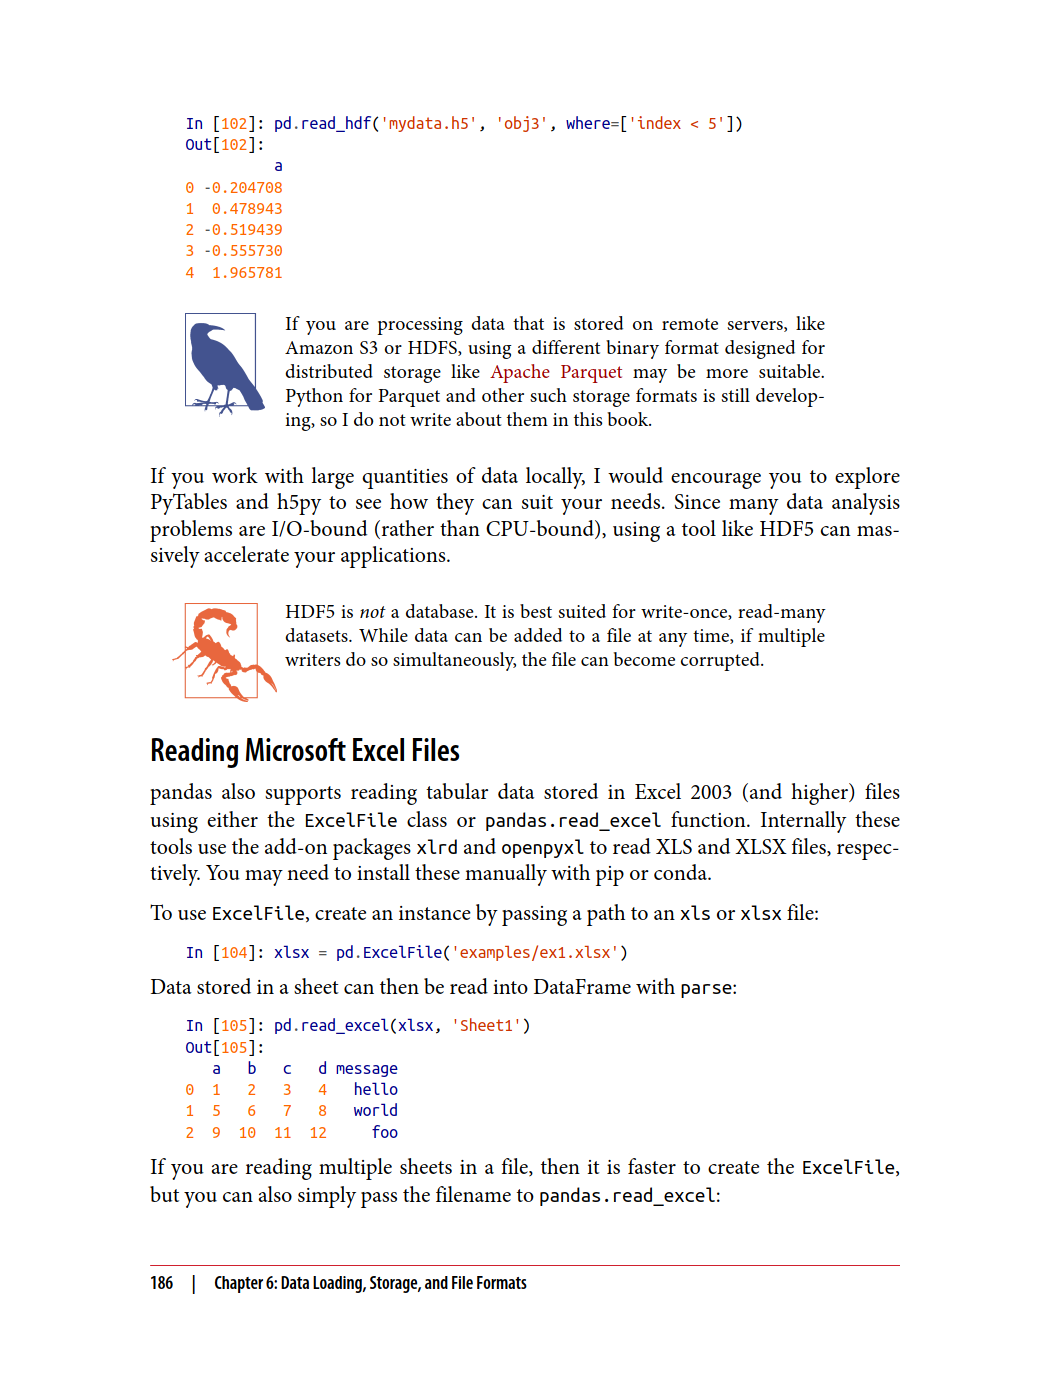 In [102]: pd.read_hdf('mydata.h5', 'obj3', where=['index < 5'])
Out[102]:
          a
0 -0.204708
1  0.478943
2 -0.519439
3 -0.555730
4  1.965781
If you are processing data that is stored on remote servers, like
Amazon S3 or HDFS, using a different binary format designed for
distributed storage like Apache Parquet may be more suitable.
Python for Parquet and other such storage formats is still develop-
ing, so I do not write about them in this book.
If you work with large quantities of data locally, I would encourage you to explore
PyTables and h5py to see how they can suit your needs. Since many data analysis
problems are I/O-bound (rather than CPU-bound), using a tool like HDF5 can mas-
sively accelerate your applications.
HDF5 is not a database. It is best suited for write-once, read-many
datasets. While data can be added to a file at any time, if multiple
writers do so simultaneously, the file can become corrupted.
Reading Microsoft Excel Files
pandas also supports reading tabular data stored in Excel 2003 (and higher) files
using either the ExcelFile class or pandas.read_excel function. Internally these
tools use the add-on packages xlrd and openpyxl to read XLS and XLSX files, respec-
tively. You may need to install these manually with pip or conda.
To use ExcelFile, create an instance by passing a path to an xls or xlsx file:
In [104]: xlsx = pd.ExcelFile('examples/ex1.xlsx')
Data stored in a sheet can then be read into DataFrame with parse:
In [105]: pd.read_excel(xlsx, 'Sheet1')
Out[105]:
   a   b   c   d message
0  1   2   3   4   hello
1  5   6   7   8   world
2  9  10  11  12     foo
If you are reading multiple sheets in a file, then it is faster to create the ExcelFile,
but you can also simply pass the filename to pandas.read_excel:
186 | Chapter 6: Data Loading, Storage, and File Formats